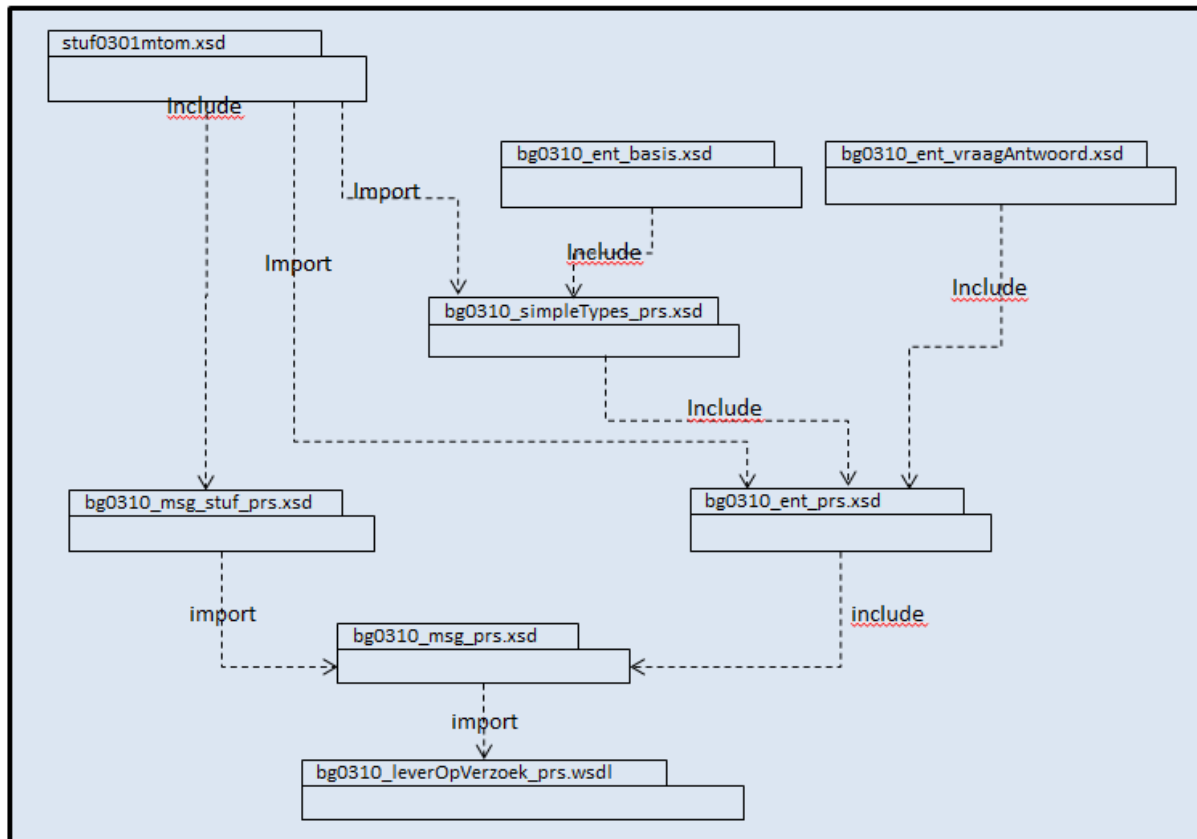 stuf0301mtom.xsd
Include
bg0310_ent_basis.xsd
bg0310_ent_vraagAntwoord.xsd
Import
Include
Import
Include
bg0310_simpleTypes_prs.xsd
Include
bg0310_msg_stuf_prs.xsd
bg0310_ent_prs.xsd
import
include
bg0310_msg_prs.xsd
import
bg0310_leverOpVerzoek_prs.wsdl